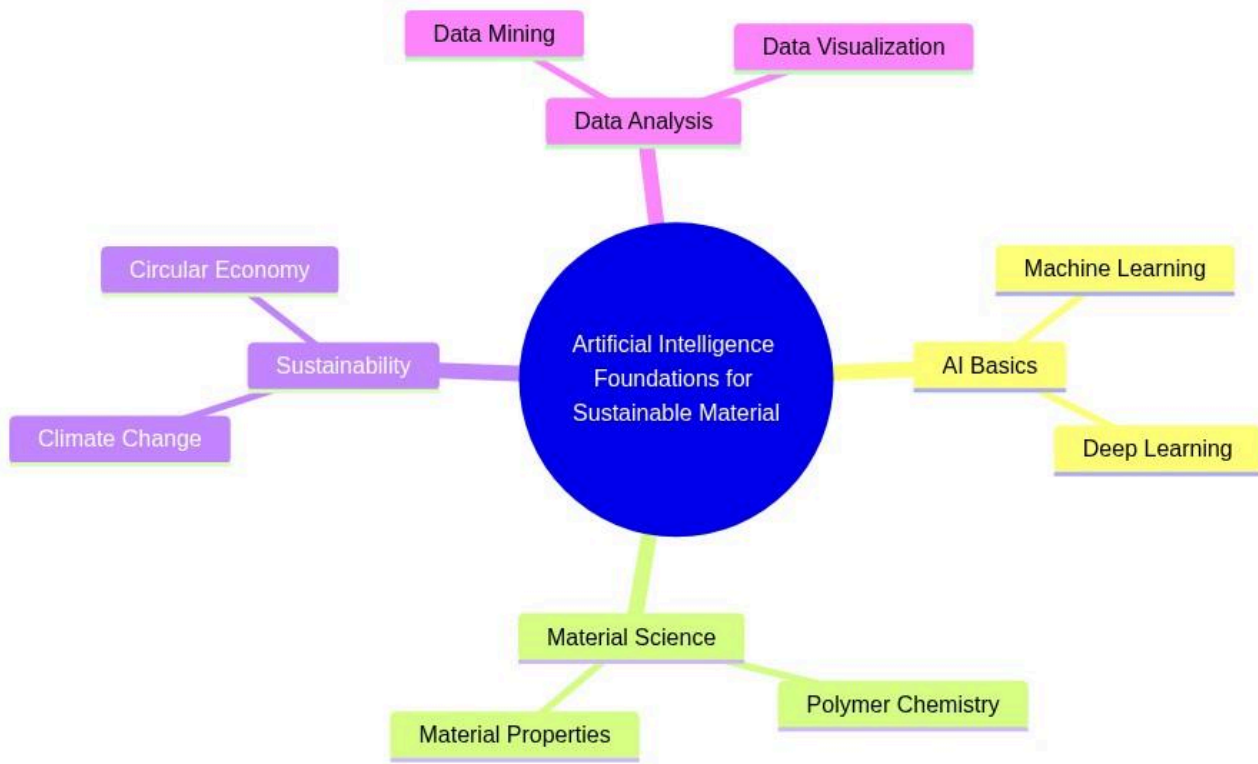 Data Mining
Data Visualization
Data Analysis
Circular Economy
Machine Learning
Artificial Intelligence
Foundations for
Sustainable Material
Sustainability
AI Basics
Climate Change
Deep Learning
Material Science
Polymer Chemistry
Material Properties